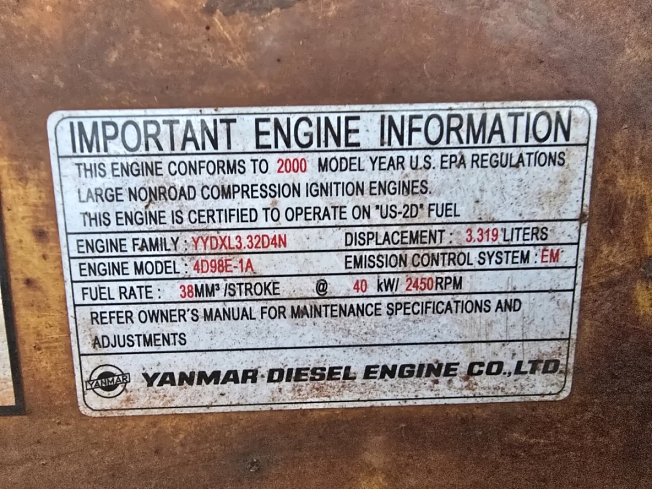 IMPORTANT ENGINE INFORMATION
THIS ENGINE CONFORMS TO 2000 MODEL YEAR U.S. EPA REGULATIONS
LARGE NONROAD COMPRESSION IGNITION ENGINES.
THIS ENGINE IS CERTIFIED TO OPERATE ON "US-2D" FUEL
ENGINE FAMILY : YYDXL3.32D4N DISPLACEMENT : 3.319 LITERS
ENGINE MODEL : 4D98E-1A EMISSION CONTROL SYSTEM : EM
FUEL RATE : 38MM³ /STROKE @ 40 kW/ 2450RPM
REFER OWNER'S MANUAL FOR MAINTENANCE SPECIFICATIONS AND
ADJUSTMENTS
YANMAR YANMAR DIESEL ENGINE CO.,LTD.